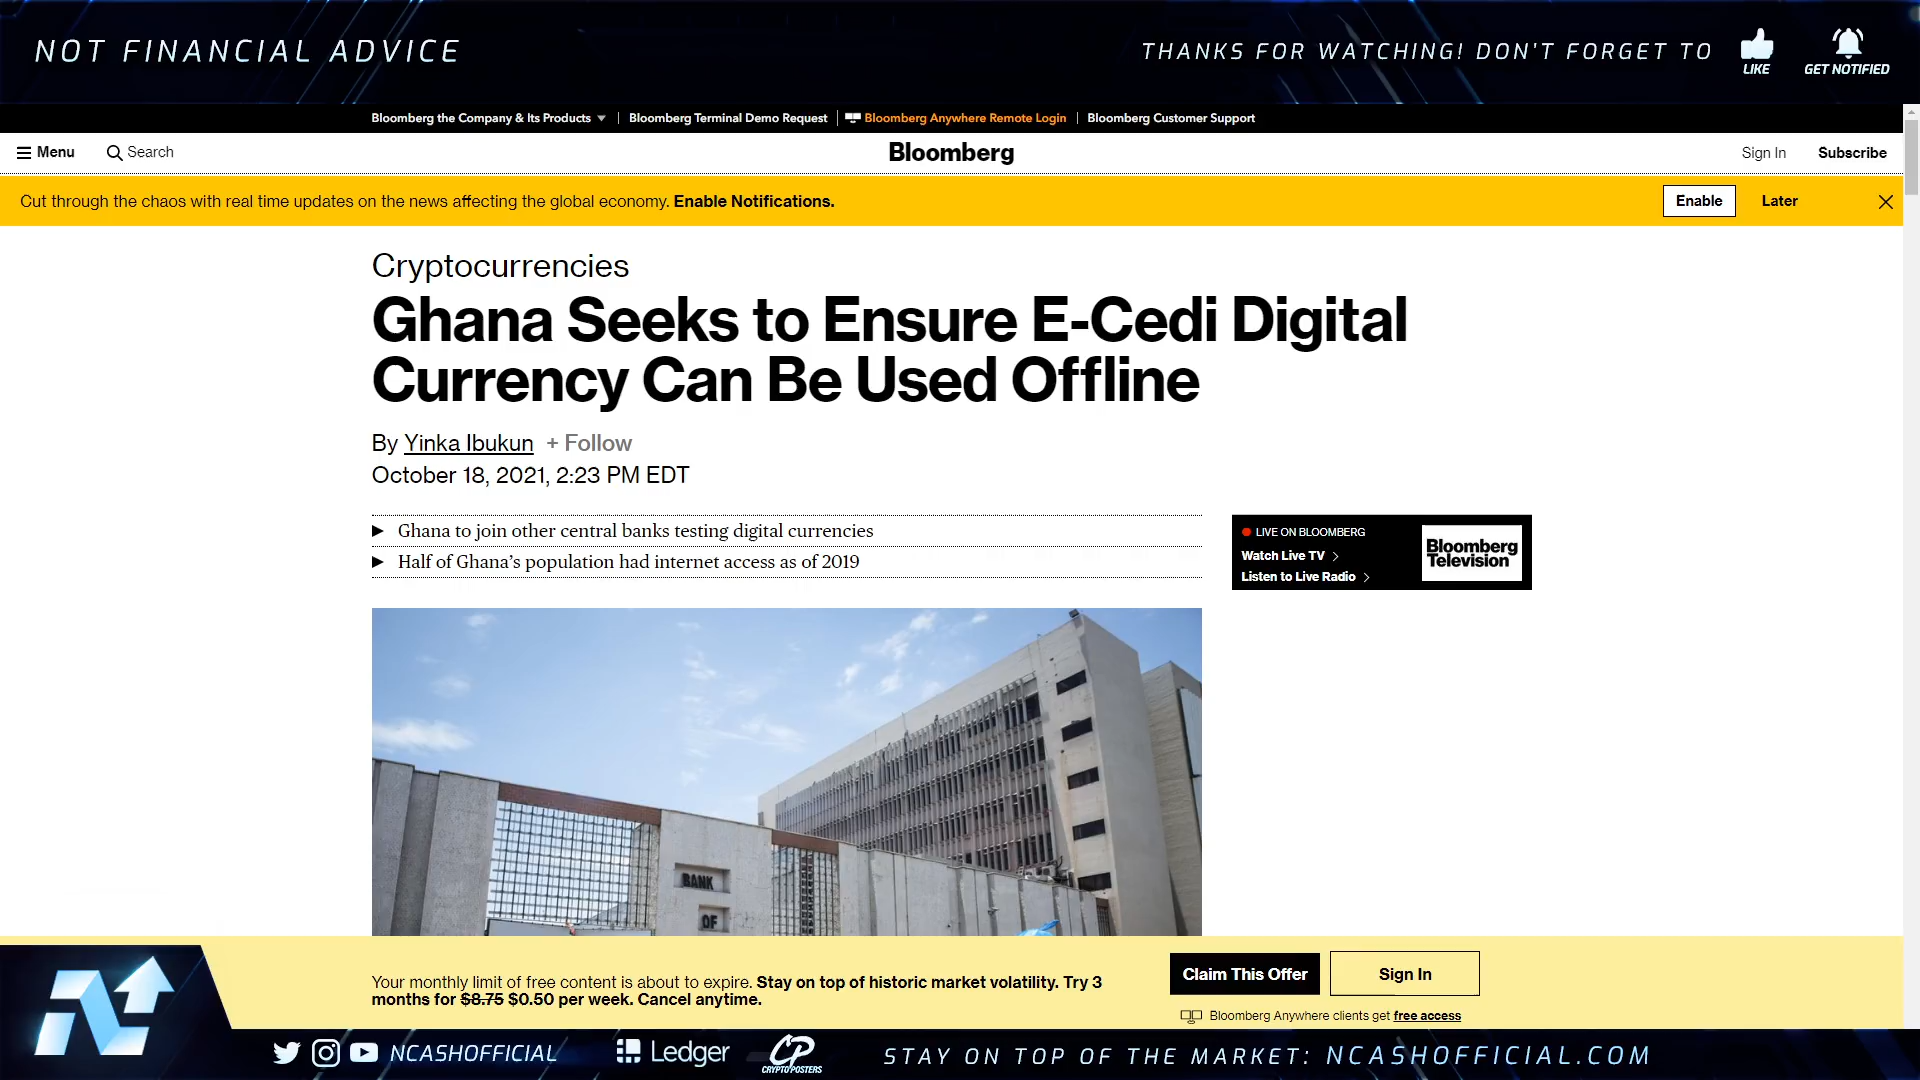 NOT FINANCIAL ADVICE
THANKS FOR WATCHING! DON'T FORGET TO
LIKE
GET NOTIFIED
Bloomberg the Company & Its Products
Bloomberg Terminal Demo Request
Bloomberg Anywhere Remote Login
Bloomberg Customer Support
Menu
Search
Bloomberg
Sign In
Subscribe
Cut through the chaos with real time updates on the news affecting the global economy. Enable Notifications.
Enable
Later
Cryptocurrencies
Ghana Seeks to Ensure E-Cedi Digital
Currency Can Be Used Offline
By Yinka Ibukun + Follow
October 18, 2021, 2:23 PM EDT
Ghana to join other central banks testing digital currencies
Half of Ghana's population had internet access as of 2019
LIVE ON BLOOMBERG
Watch Live TV
Listen to Live Radio
Bloomberg
Television
BANK
OF
Your monthly limit of free content is about to expire. Stay on top of historic market volatility. Try 3
months for $8.75 $0.50 per week. Cancel anytime.
Claim This Offer
Sign In
Bloomberg Anywhere clients get free access
NCASHOFFICIAL
Ledger
CP
CRYPTOPOSTERS
STAY ON TOP OF THE MARKET: NCASHOFFICIAL.COM